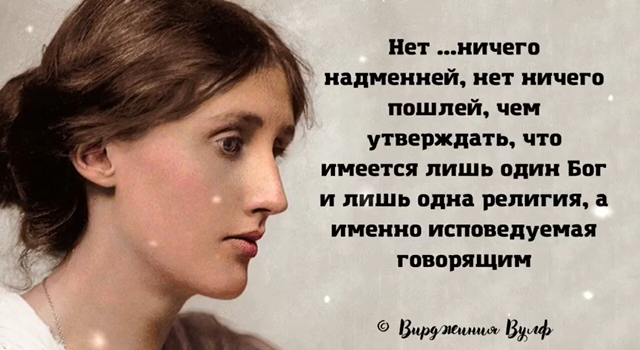 Нет ...ничего
надменней, нет ничего
пошлей, чем
утверждать, что
имеется лишь один Бог
и лишь одна религия, а
именно исповедуемая
говорящим
© Вирджиния Вулф